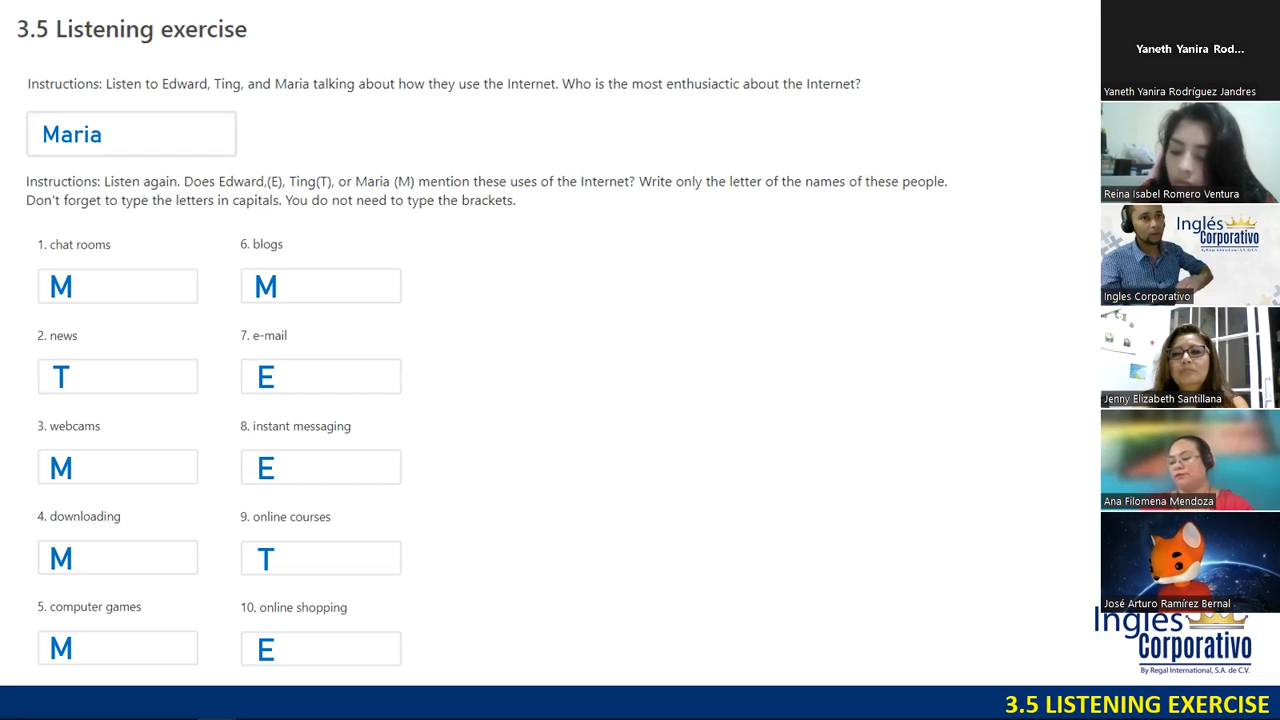 3.5 Listening exercise
Instructions: Listen to Edward, Ting, and Maria talking about how they use the Internet. Who is the most enthusiactic about the Internet?
Maria
Instructions: Listen again. Does Edward,(E), Ting(T), or Maria (M) mention these uses of the Internet? Write only the letter of the names of these people.
Don't forget to type the letters in capitals. You do not need to type the brackets.
1. chat rooms
M
2. news
T
3. webcams
M
4. downloading
M
5. computer games
M
6. blogs
M
7. e-mail
E
8. instant messaging
E
9. online courses
T
10. online shopping
E
Yaneth Yanira Rod...
Yaneth Yanira Rodríguez Jandres
Reina Isabel Romero Ventura
Inglés
Corporativo
By Regal International, S.A. de C.V.
Ingles Corporativo
Jenny Elizabeth Santillana
Ana Filomena Mendoza
José Arturo Ramírez Bernal
Inglés
Corporativo
By Regal International, S.A. de C.V.
3.5 LISTENING EXERCISE